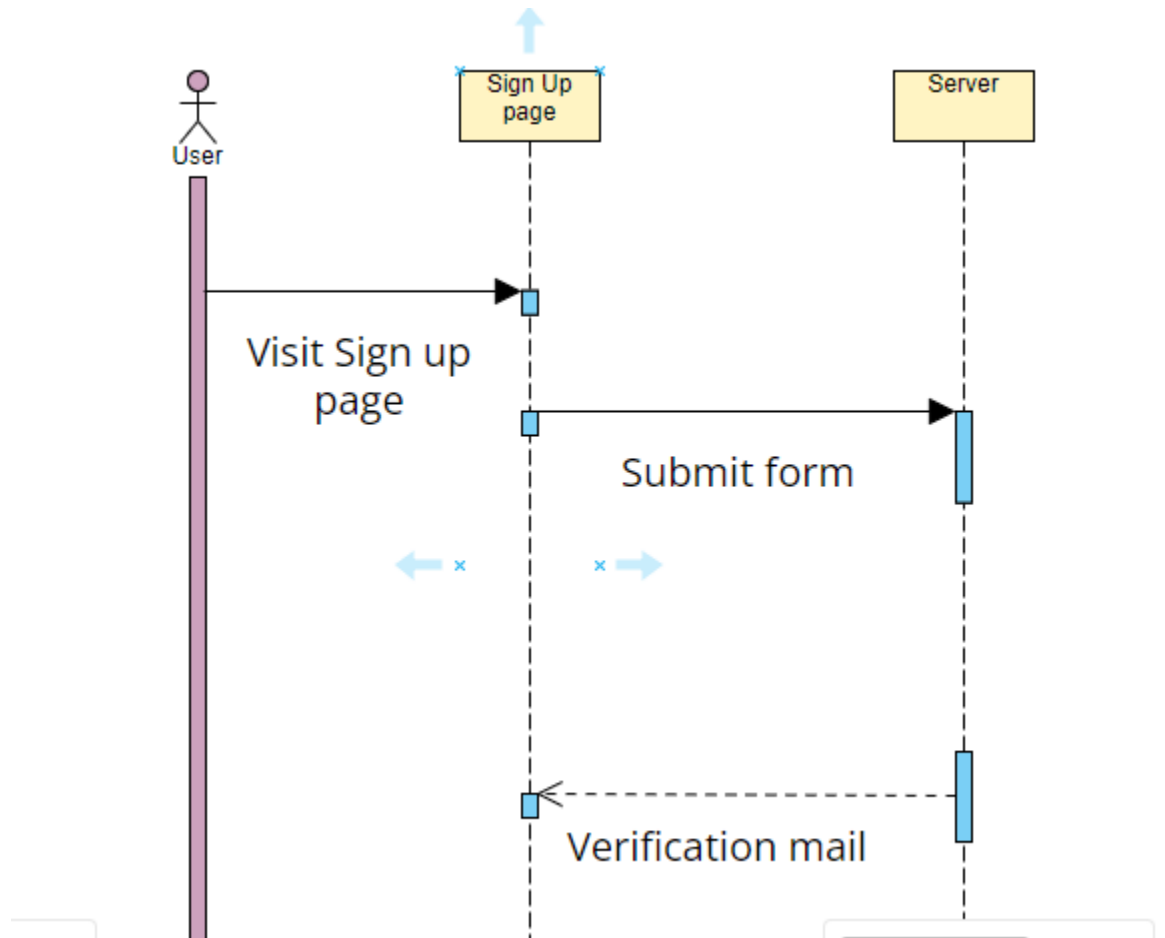 Sign Up
page
Server
User
Visit Sign up
page
Submit form
Verification mail